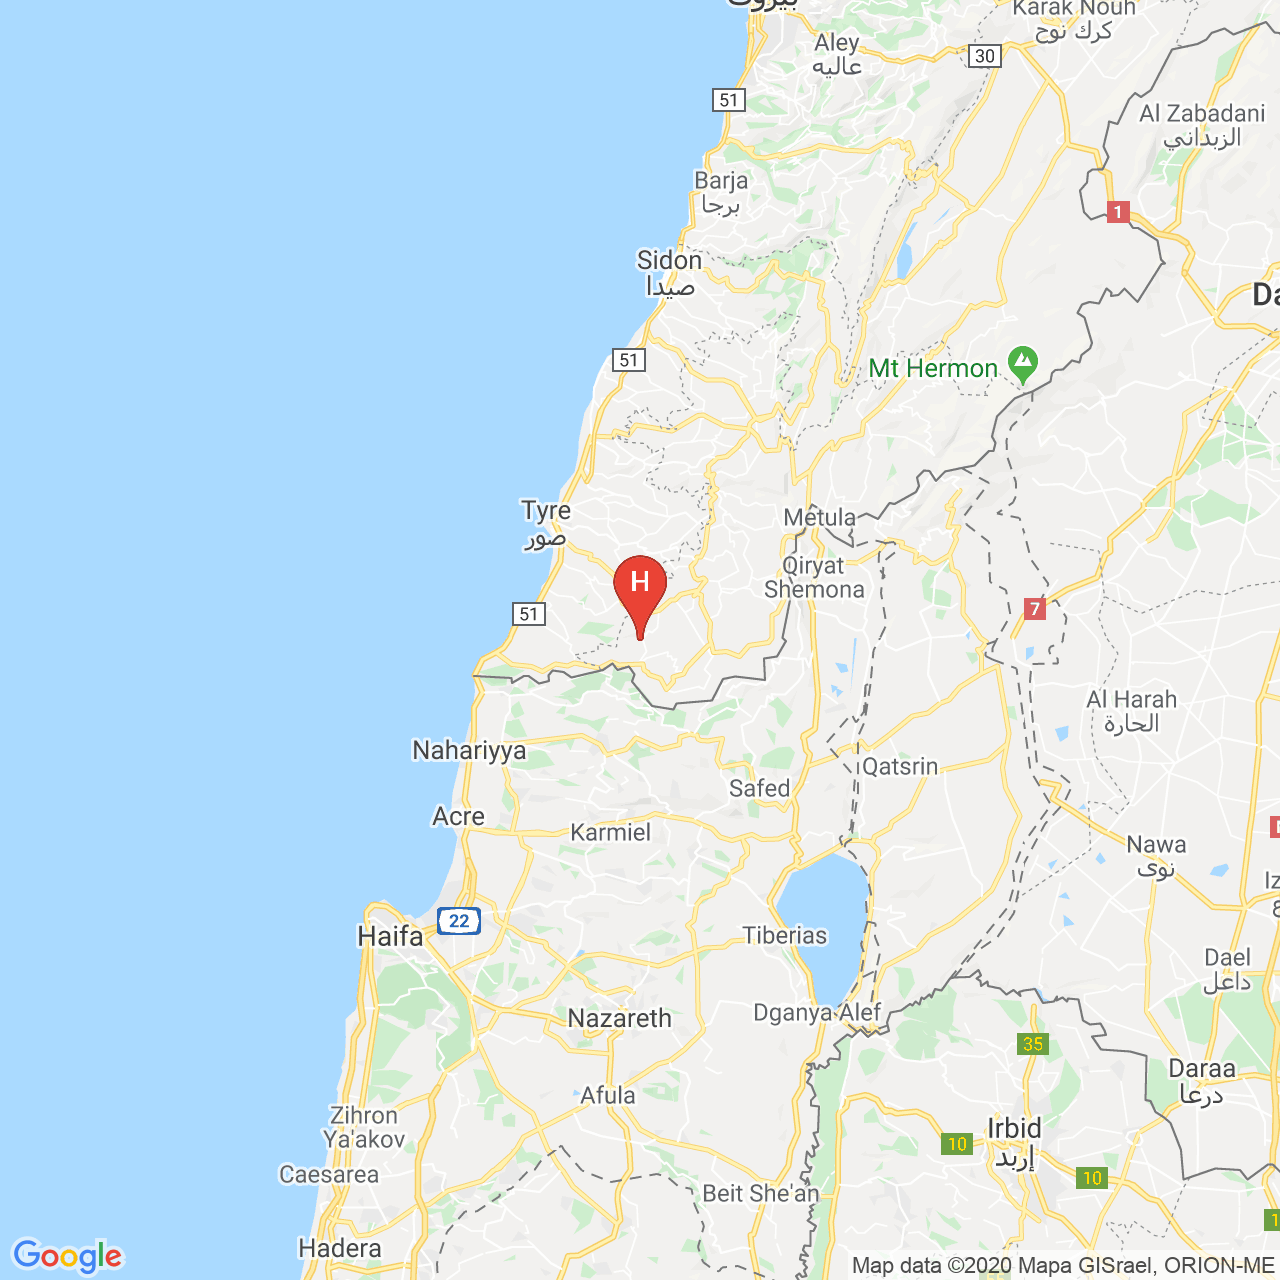 بيروت
Karak Nouh
كرك نوح
Aley
عاليه
30
51
Al Zabadani
الزبداني
Barja
برجا
1
Sidon
صيدا
Da
51
Mt Hermon
Tyre
صور
Metula
Qiryat
Shemona
H
7
51
Al Harah
الحارة
Nahariyya
Qatsrin
Safed
Acre
Karmiel
Nawa
نوى
Iz
22
Haifa
Tiberias
Dael
داعل
Nazareth
Dganya Alef
35
Daraa
درعا
Afula
Zihron
Ya'akov
Irbid
إربد
10
10
Caesarea
Beit She'an
1
Hadera
Google
Map data ©2020 Mapa GISrael, ORION-ME